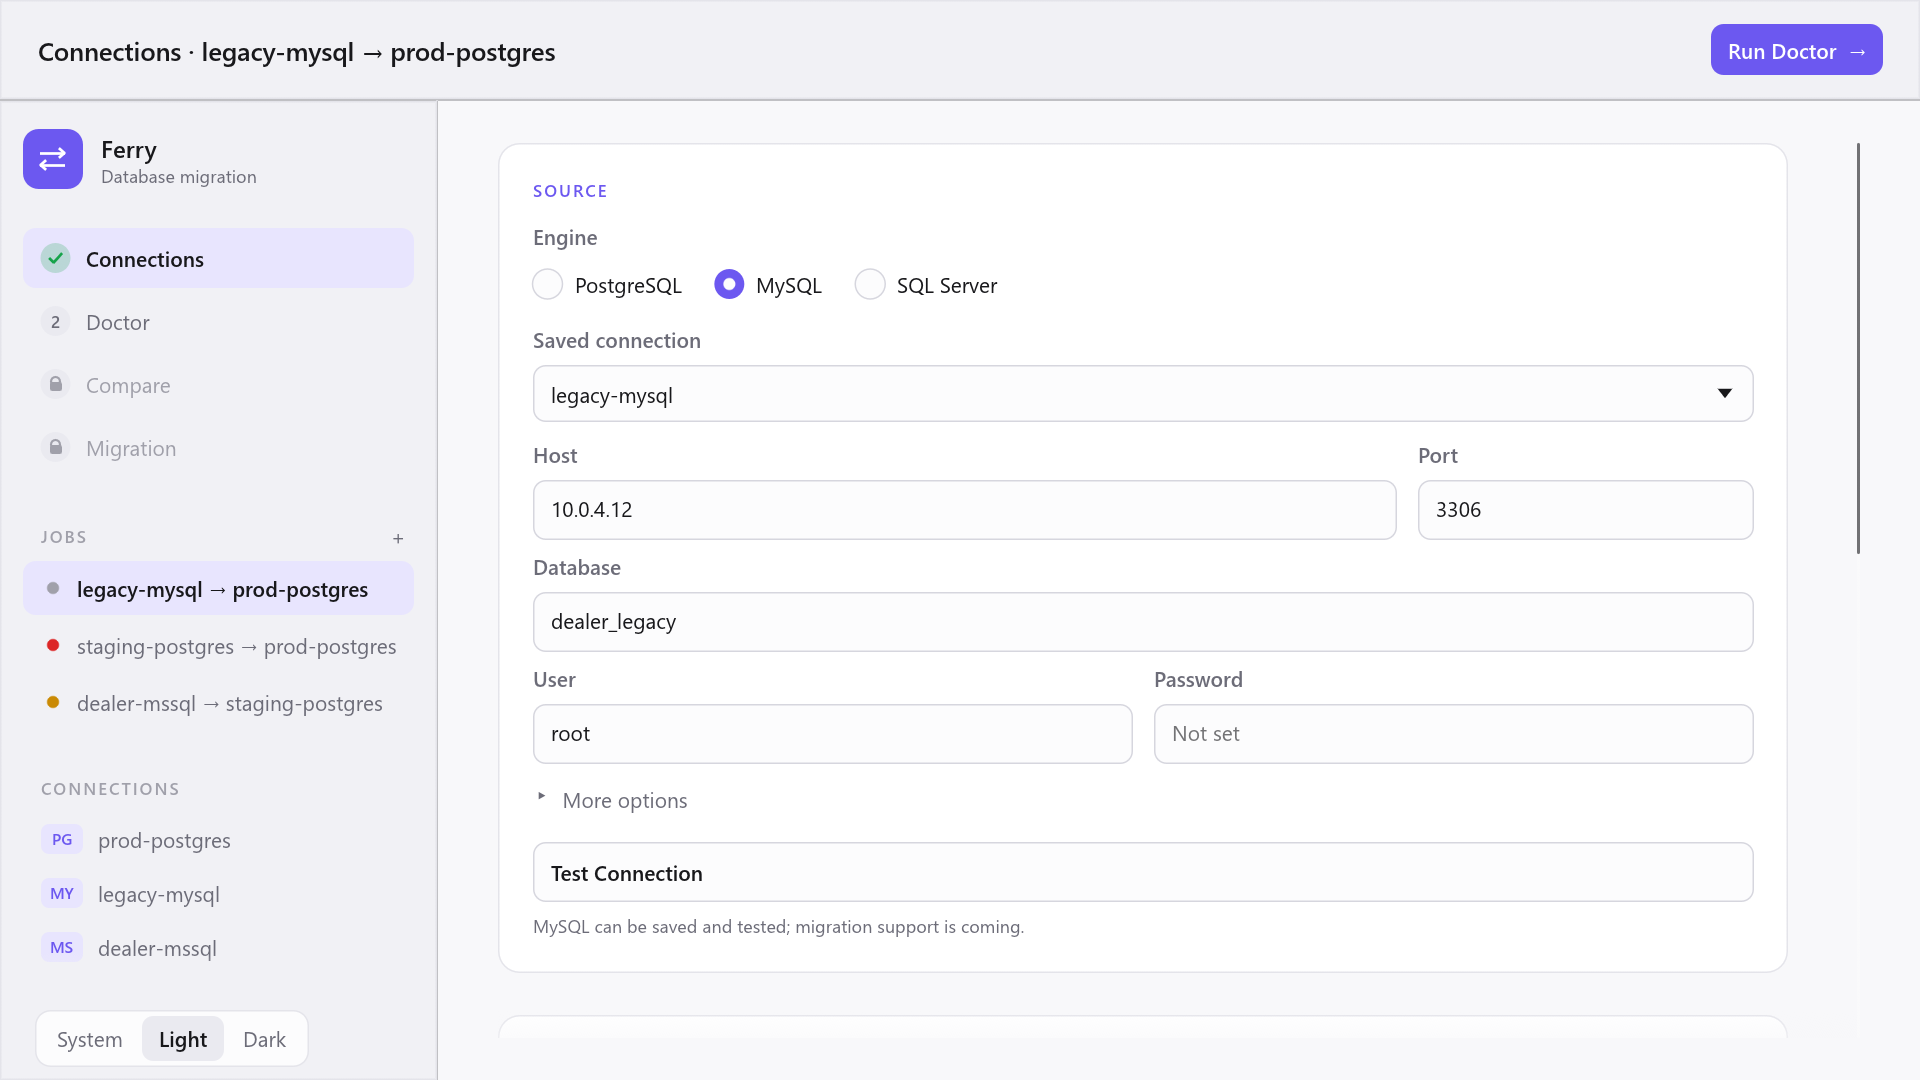 Connections · legacy-mysql → prod-postgres
Run Doctor →
Ferry
Database migration
Connections
2 Doctor
Compare
Migration
JOBS +
legacy-mysql → prod-postgres
staging-postgres → prod-postgres
dealer-mssql → staging-postgres
CONNECTIONS
PG prod-postgres
MY legacy-mysql
MS dealer-mssql
System Light Dark
SOURCE
Engine
PostgreSQL MySQL SQL Server
Saved connection
legacy-mysql
Host Port
10.0.4.12 3306
Database
dealer_legacy
User Password
root Not set
More options
Test Connection
MySQL can be saved and tested; migration support is coming.